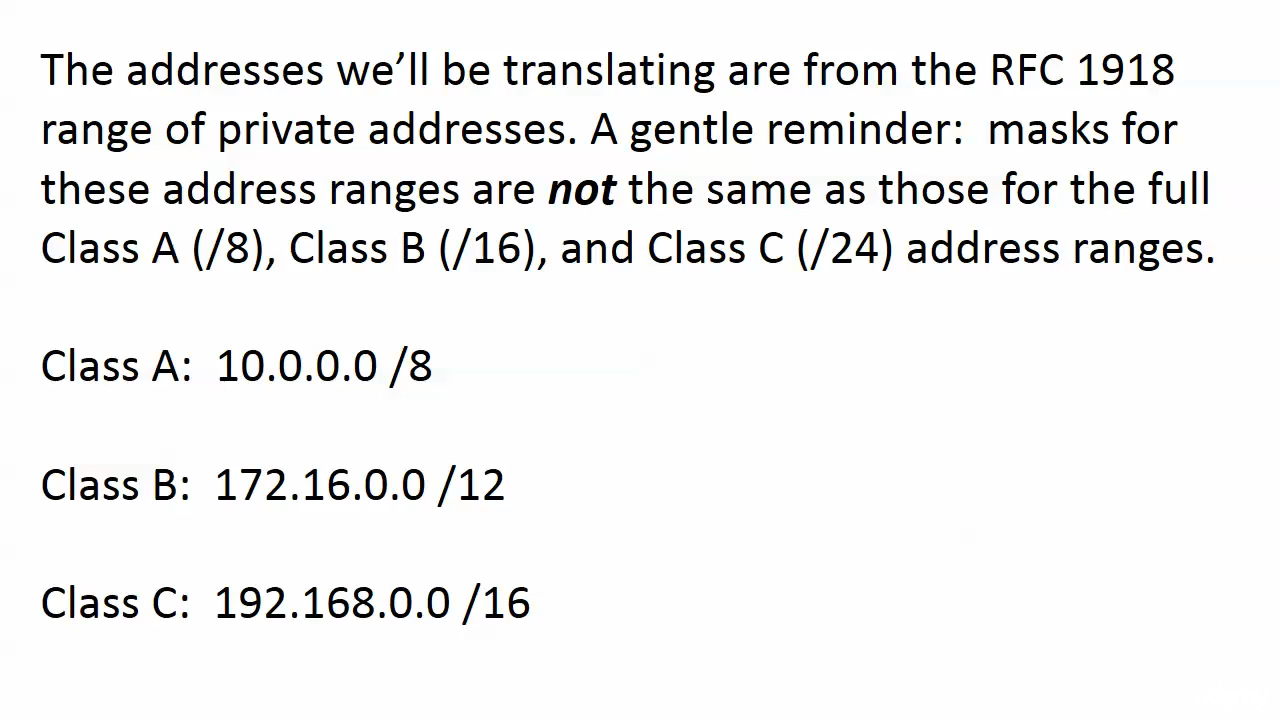 The addresses we’ll be translating are from the RFC 1918
range of private addresses. A gentle reminder:  masks for
these address ranges are not the same as those for the full
Class A (/8), Class B (/16), and Class C (/24) address ranges.
Class A:  10.0.0.0 /8
Class B:  172.16.0.0 /12
Class C:  192.168.0.0 /16